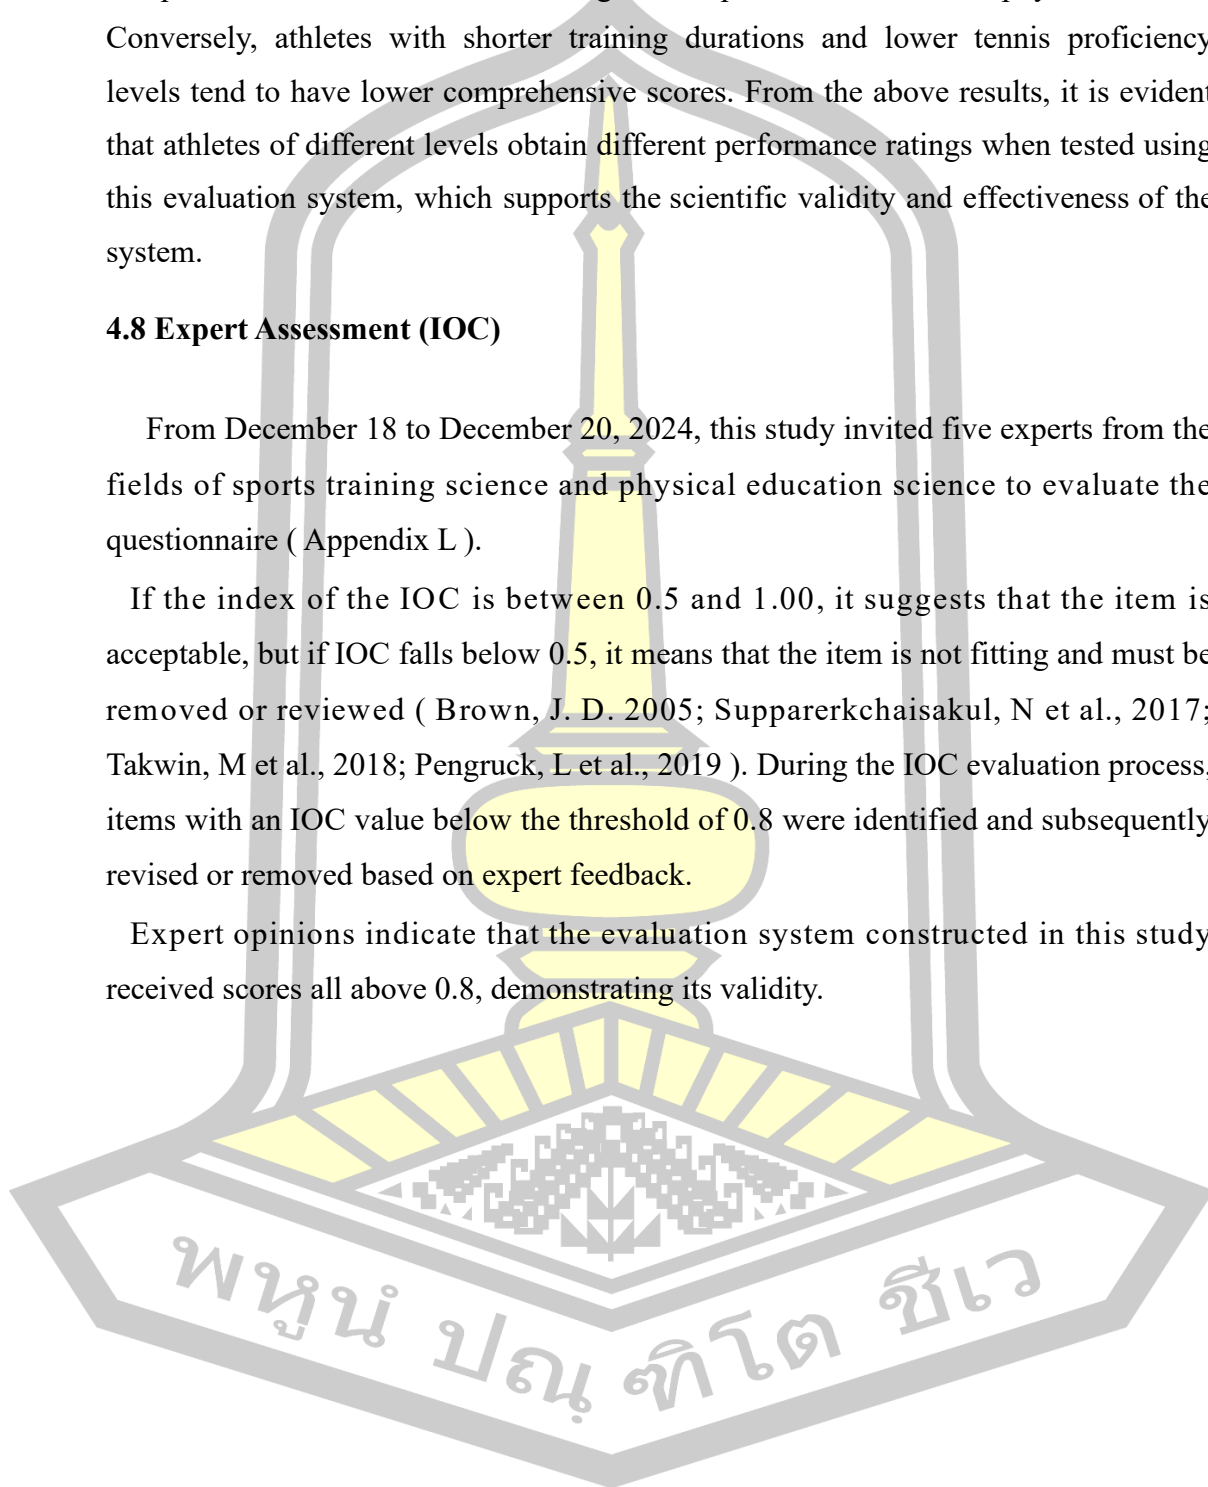 Conversely, athletes with shorter training durations and lower tennis proficiency
levels tend to have lower comprehensive scores. From the above results, it is evident
that athletes of different levels obtain different performance ratings when tested using
this evaluation system, which supports the scientific validity and effectiveness of the
system.
4.8 Expert Assessment (IOC)
From December 18 to December 20, 2024, this study invited five experts from the
fields of sports training science and physical education science to evaluate the
questionnaire ( Appendix L ).
If the index of the IOC is between 0.5 and 1.00, it suggests that the item is
acceptable, but if IOC falls below 0.5, it means that the item is not fitting and must be
removed or reviewed ( Brown, J. D. 2005; Supparerkchaisakul, N et al., 2017;
Takwin, M et al., 2018; Pengruck, L et al., 2019 ). During the IOC evaluation process,
items with an IOC value below the threshold of 0.8 were identified and subsequently
revised or removed based on expert feedback.
Expert opinions indicate that the evaluation system constructed in this study
received scores all above 0.8, demonstrating its validity.
พหูนํ ปณฺฑิโต ชีเว